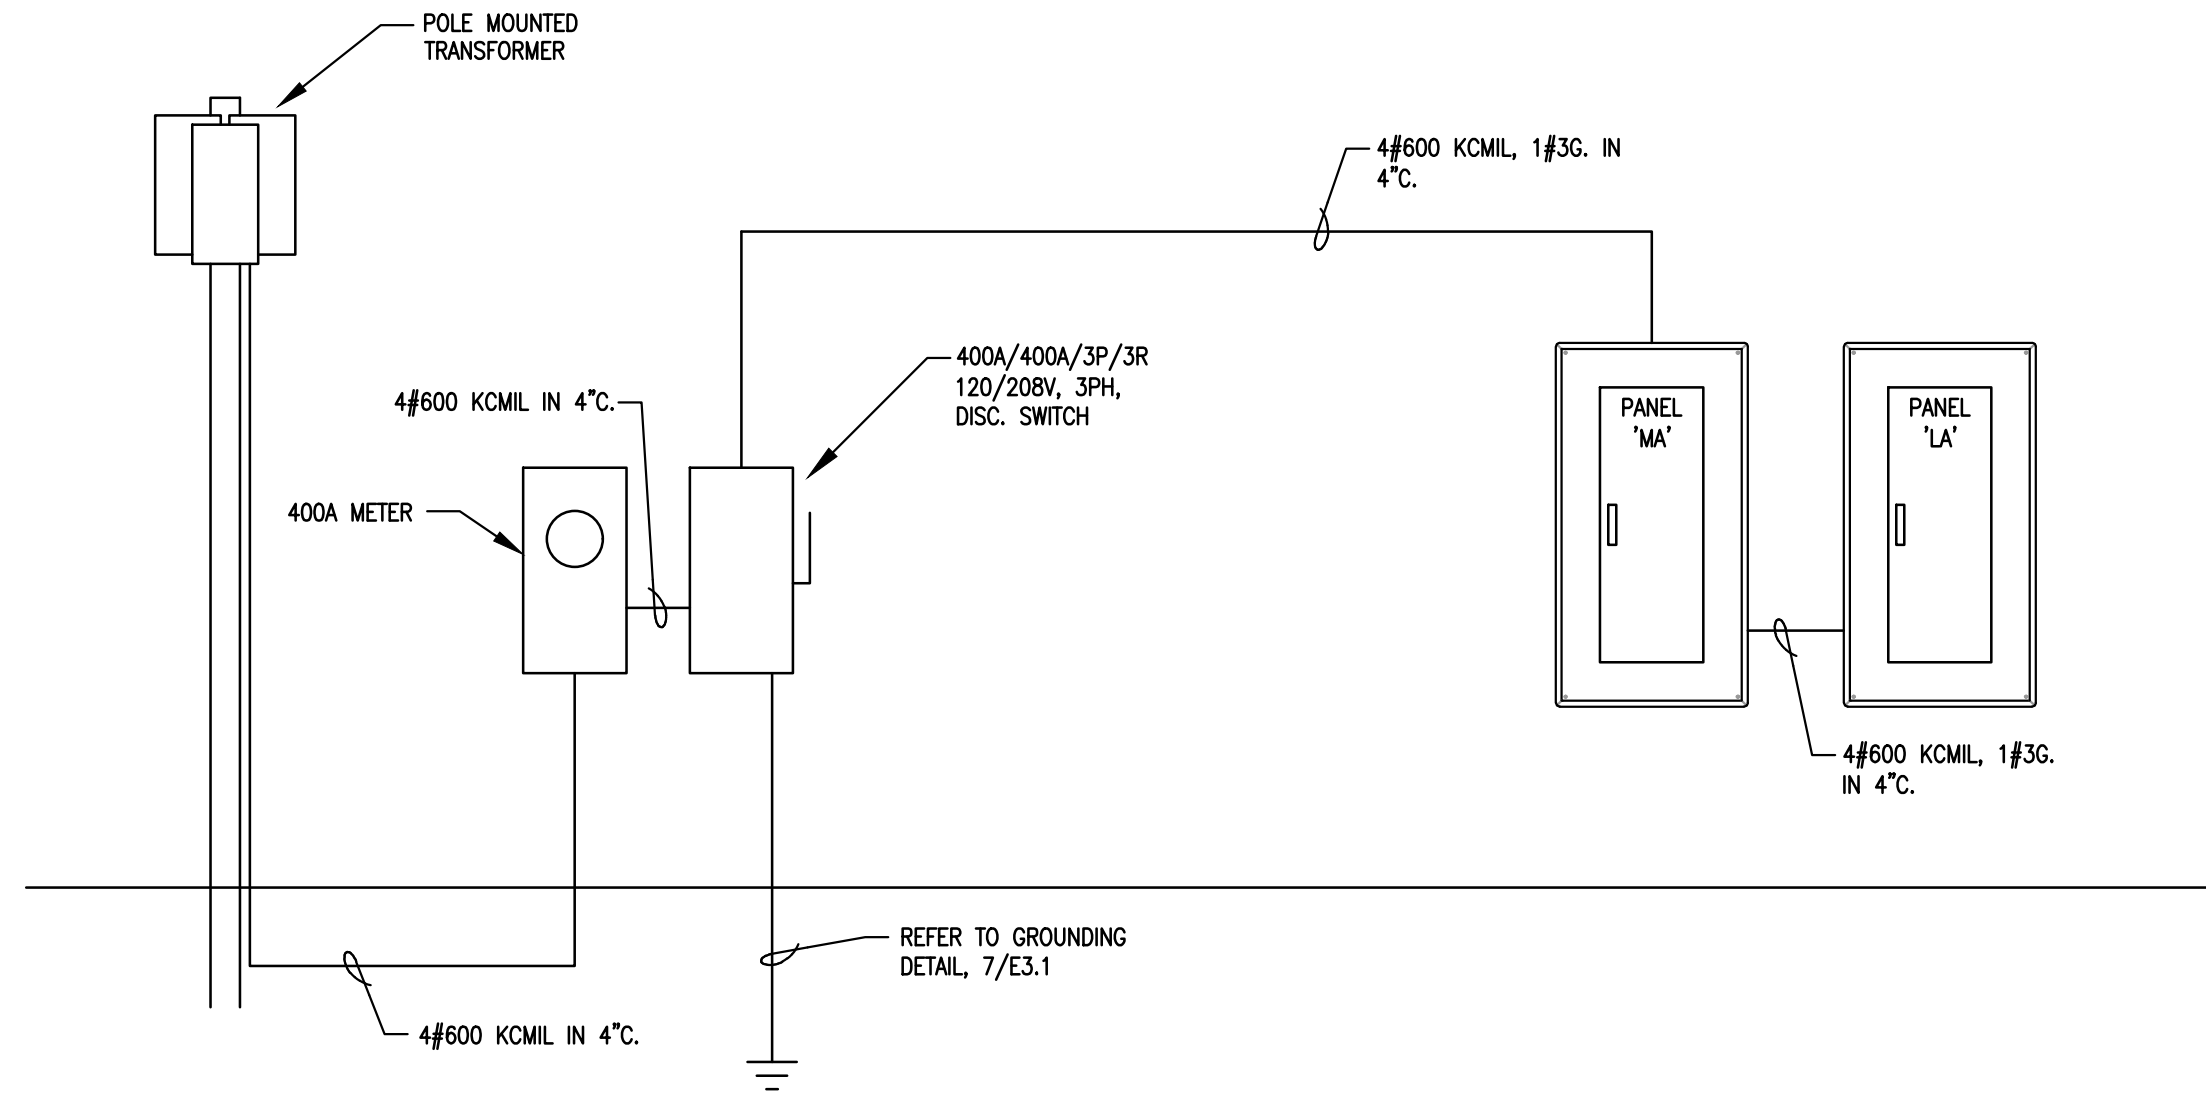 POLE MOUNTED
TRANSFORMER
4#600 KCMIL, 1#3G. IN
4"C.
400A/400A/3P/3R
120/208V, 3PH,
DISC. SWITCH
4#600 KCMIL IN 4"C.
400A METER
PANEL
'MA'
PANEL
'LA'
4#600 KCMIL, 1#3G.
IN 4"C.
REFER TO GROUNDING
DETAIL, 7/E3.1
4#600 KCMIL IN 4"C.